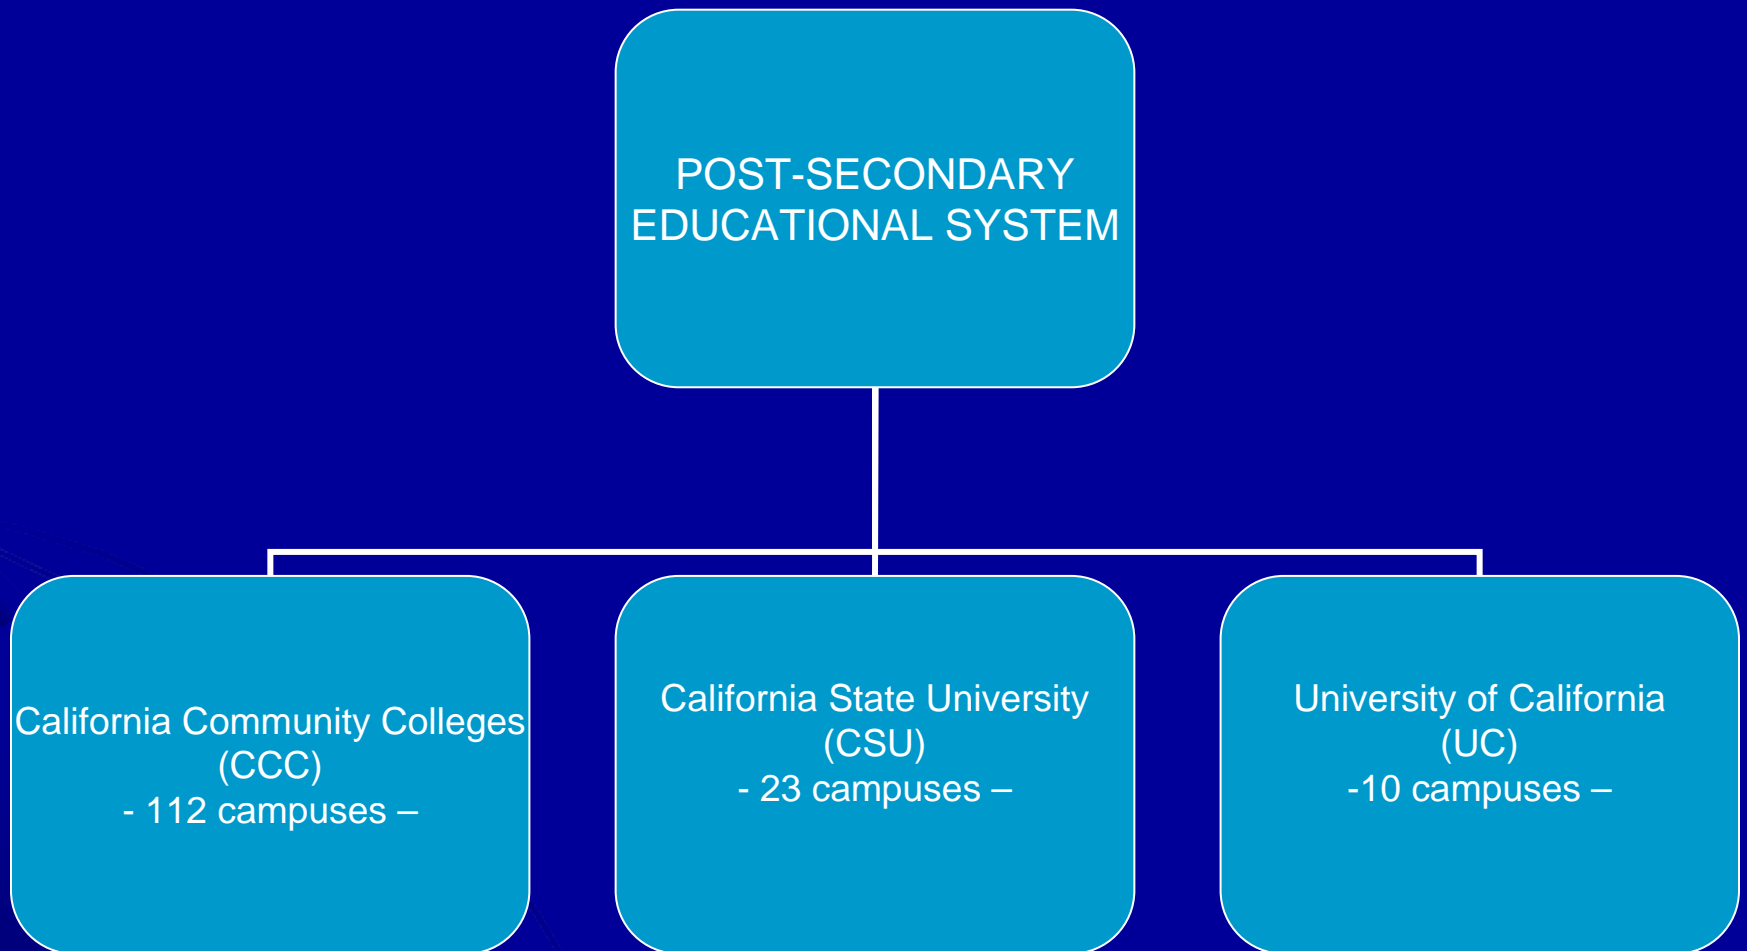 POST-SECONDARY
EDUCATIONAL SYSTEM
California Community Colleges
(CCC)
- 112 campuses –
California State University
(CSU)
- 23 campuses –
University of California
(UC)
-10 campuses –